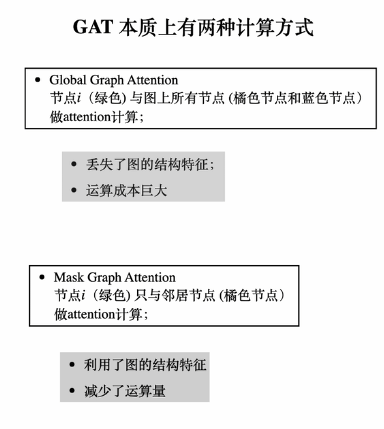 GAT 本质上有两种计算方式
• Global Graph Attention
节点i（绿色) 与图上所有节点 (橘色节点和蓝色节点）
做attention计算；
• 丢失了图的结构特征；
• 运算成本巨大
• Mask Graph Attention
节点i（绿色) 只与邻居节点 (橘色节点）
做attention计算；
• 利用了图的结构特征
• 减少了运算量